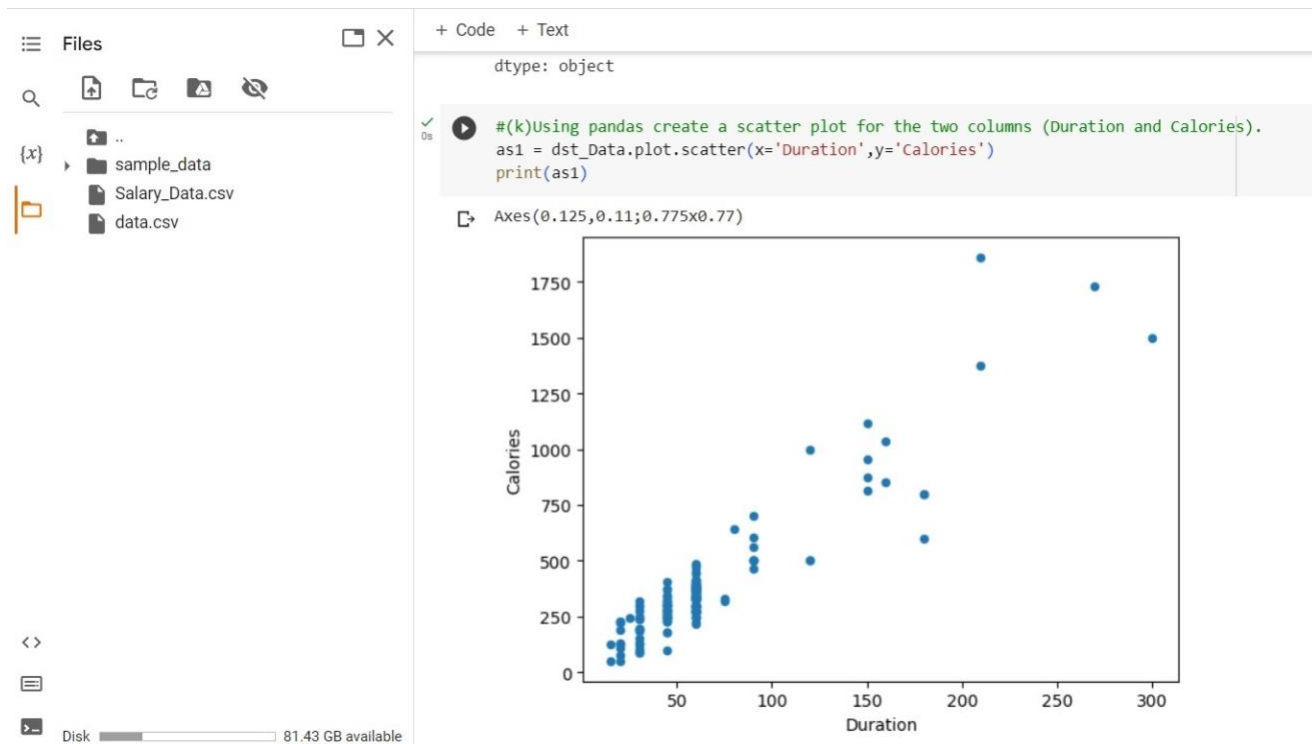 Files
{x}
..
sample_data
Salary_Data.csv
data.csv
Disk 81.43 GB available
+ Code + Text
dtype: object
0s
#(k)Using pandas create a scatter plot for the two columns (Duration and Calories).
as1 = dst_Data.plot.scatter(x='Duration',y='Calories')
print(as1)
Axes(0.125,0.11;0.775x0.77)
1750
1500
1250
1000
750
500
250
0
Calories
50 100 150 200 250 300
Duration